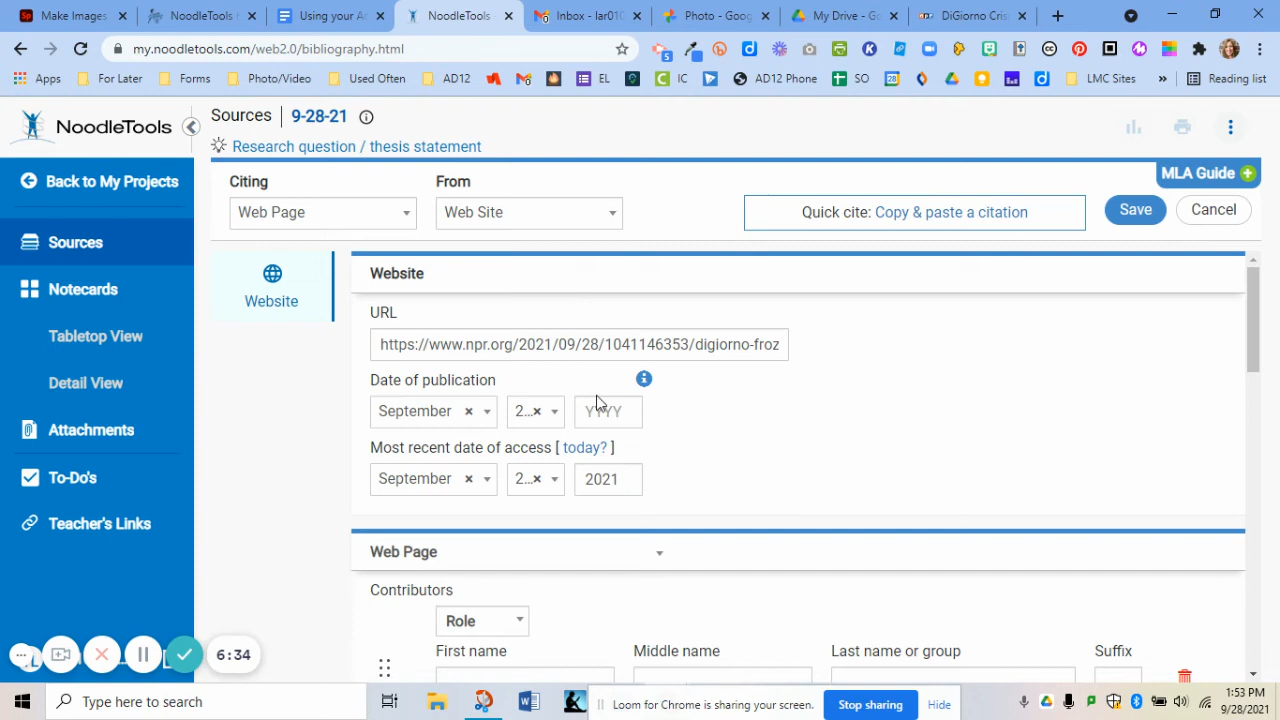 Make Images
NoodleTools W
Using your A
NoodleTools -
Inbox - lar01C
Photo - Goog
My Drive - Go
DiGiorno Cris
my.noodletools.com/web2.0/bibliography.html
Apps For Later Forms Photo/Video Used Often AD12 EL IC AD12 Phone SO LMC Sites » Reading list
NoodleTools
Sources 9-28-21
Research question / thesis statement
Back to My Projects
Sources
Notecards
Tabletop View
Detail View
Attachments
To-Do's
Teacher's Links
Citing From
Web Page Web Site
Quick cite: Copy & paste a citation
MLA Guide
Save Cancel
Website
Website
URL
https://www.npr.org/2021/09/28/1041146353/digiorno-froz
Date of publication
September 2... YYYY
Most recent date of access [ today? ]
September 2... 2021
Web Page
Contributors
Role
First name Middle name Last name or group Suffix
6:34
Type here to search
Loom for Chrome is sharing your screen. Stop sharing Hide
1:53 PM
9/28/2021